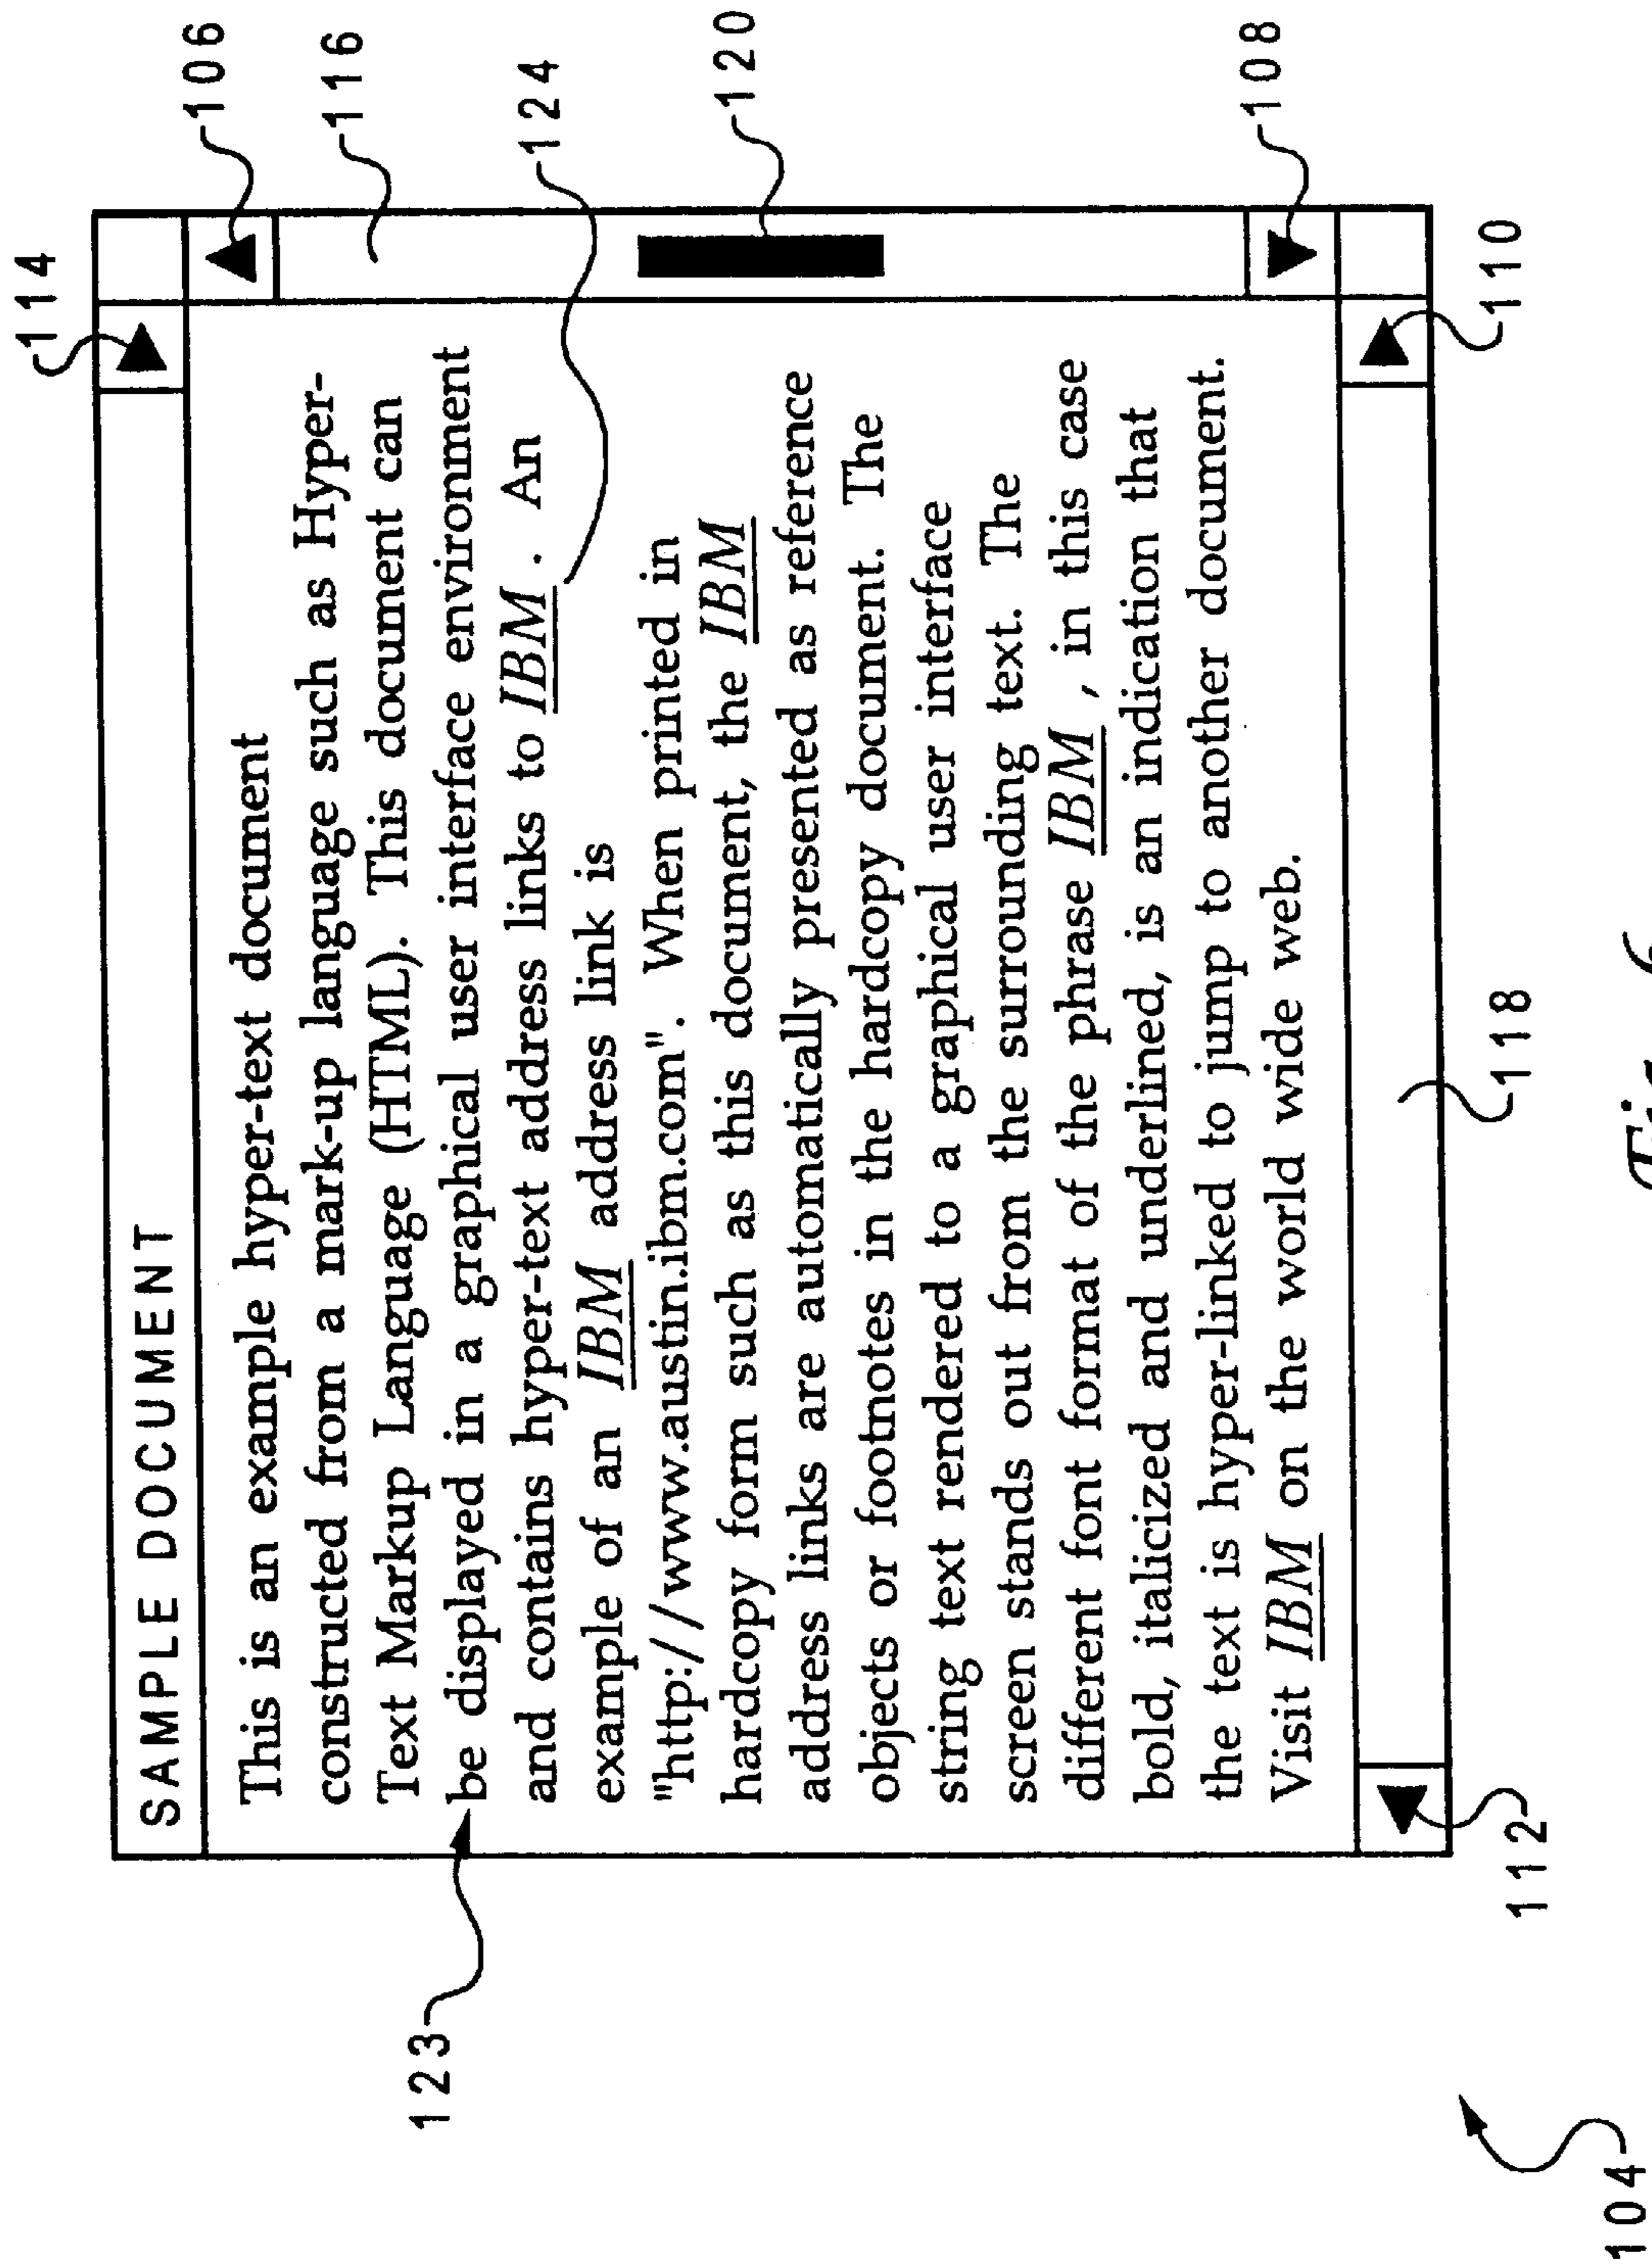 114
106
116
124
120
108
110
SAMPLE DOCUMENT
This is an example hyper-text document
constructed from a mark-up language such as Hyper-
Text Markup Language (HTML). This document can
be displayed in a graphical user interface environment
and contains hyper-text address links to IBM . An
example of an IBM address link is
"http://www.austin.ibm.com". When printed in
hardcopy form such as this document, the IBM
address links are automatically presented as reference
objects or footnotes in the hardcopy document. The
string text rendered to a graphical user interface
screen stands out from the surrounding text. The
different font format of the phrase IBM , in this case
bold, italicized and underlined, is an indication that
the text is hyper-linked to jump to another document.
Visit IBM on the world wide web.
123
118
112
104
Fig. 6